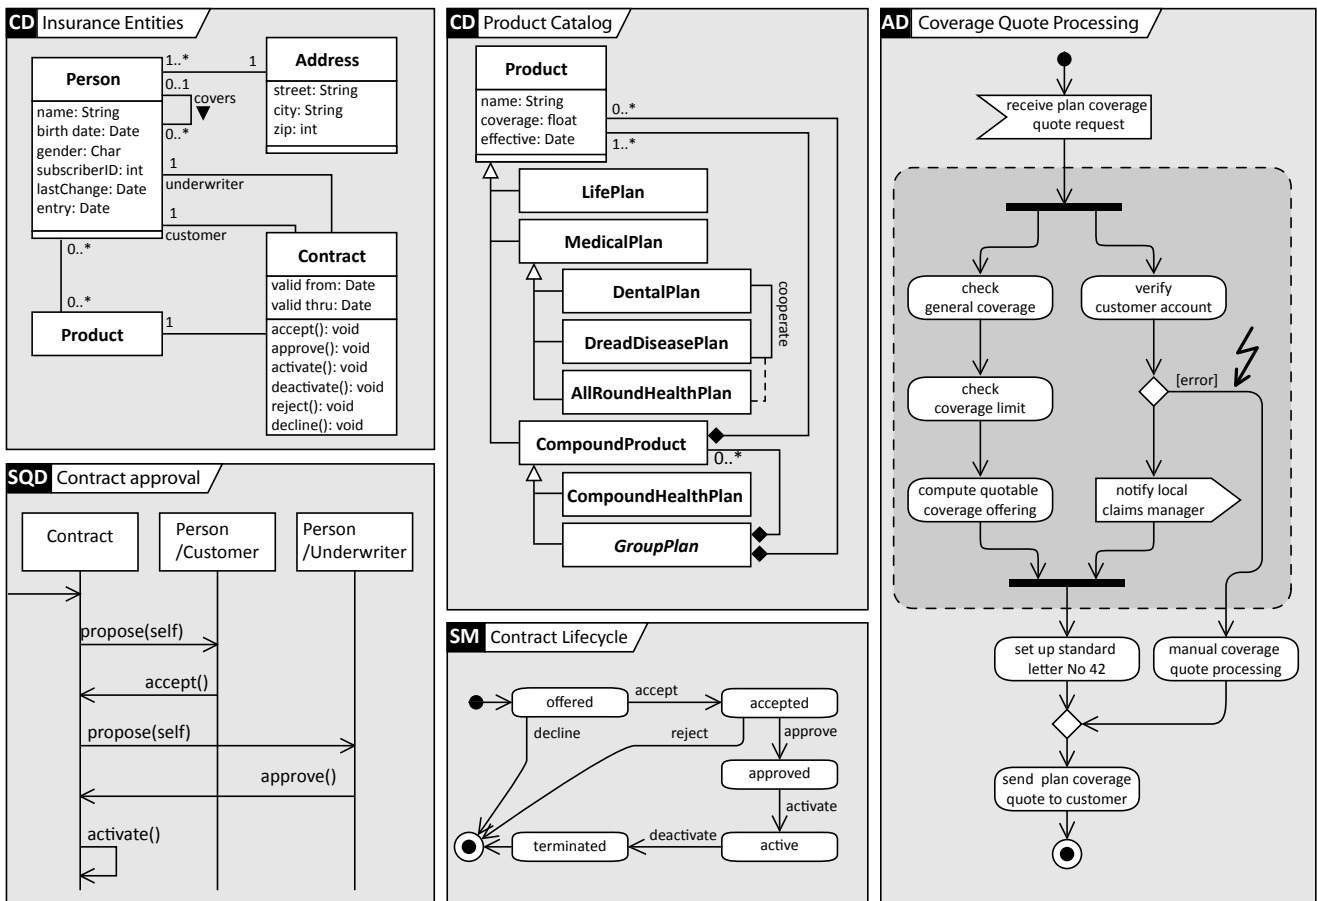 CD Insurance Entities
Person
name: String
birth date: Date
gender: Char
subscriberID: int
lastChange: Date
entry: Date
1..*
1
0..1
covers
0..*
Address
street: String
city: String
zip: int
1
underwriter
1
customer
0..*
0..*
Product
1
Contract
valid from: Date
valid thru: Date
accept(): void
approve(): void
activate(): void
deactivate(): void
reject(): void
decline(): void
SQD Contract approval
Contract
Person
/Customer
Person
/Underwriter
propose(self)
accept()
propose(self)
approve()
activate()
CD Product Catalog
Product
name: String
coverage: float
effective: Date
0..*
1..*
LifePlan
MedicalPlan
DentalPlan
DreadDiseasePlan
AllRoundHealthPlan
cooperate
CompoundProduct
0..*
CompoundHealthPlan
GroupPlan
SM Contract Lifecycle
offered
accept
accepted
decline
reject
approve
approved
activate
terminated
deactivate
active
AD Coverage Quote Processing
receive plan coverage
quote request
check
general coverage
verify
customer account
check
coverage limit
[error]
compute quotable
coverage offering
notify local
claims manager
set up standard
letter No 42
manual coverage
quote processing
send plan coverage
quote to customer